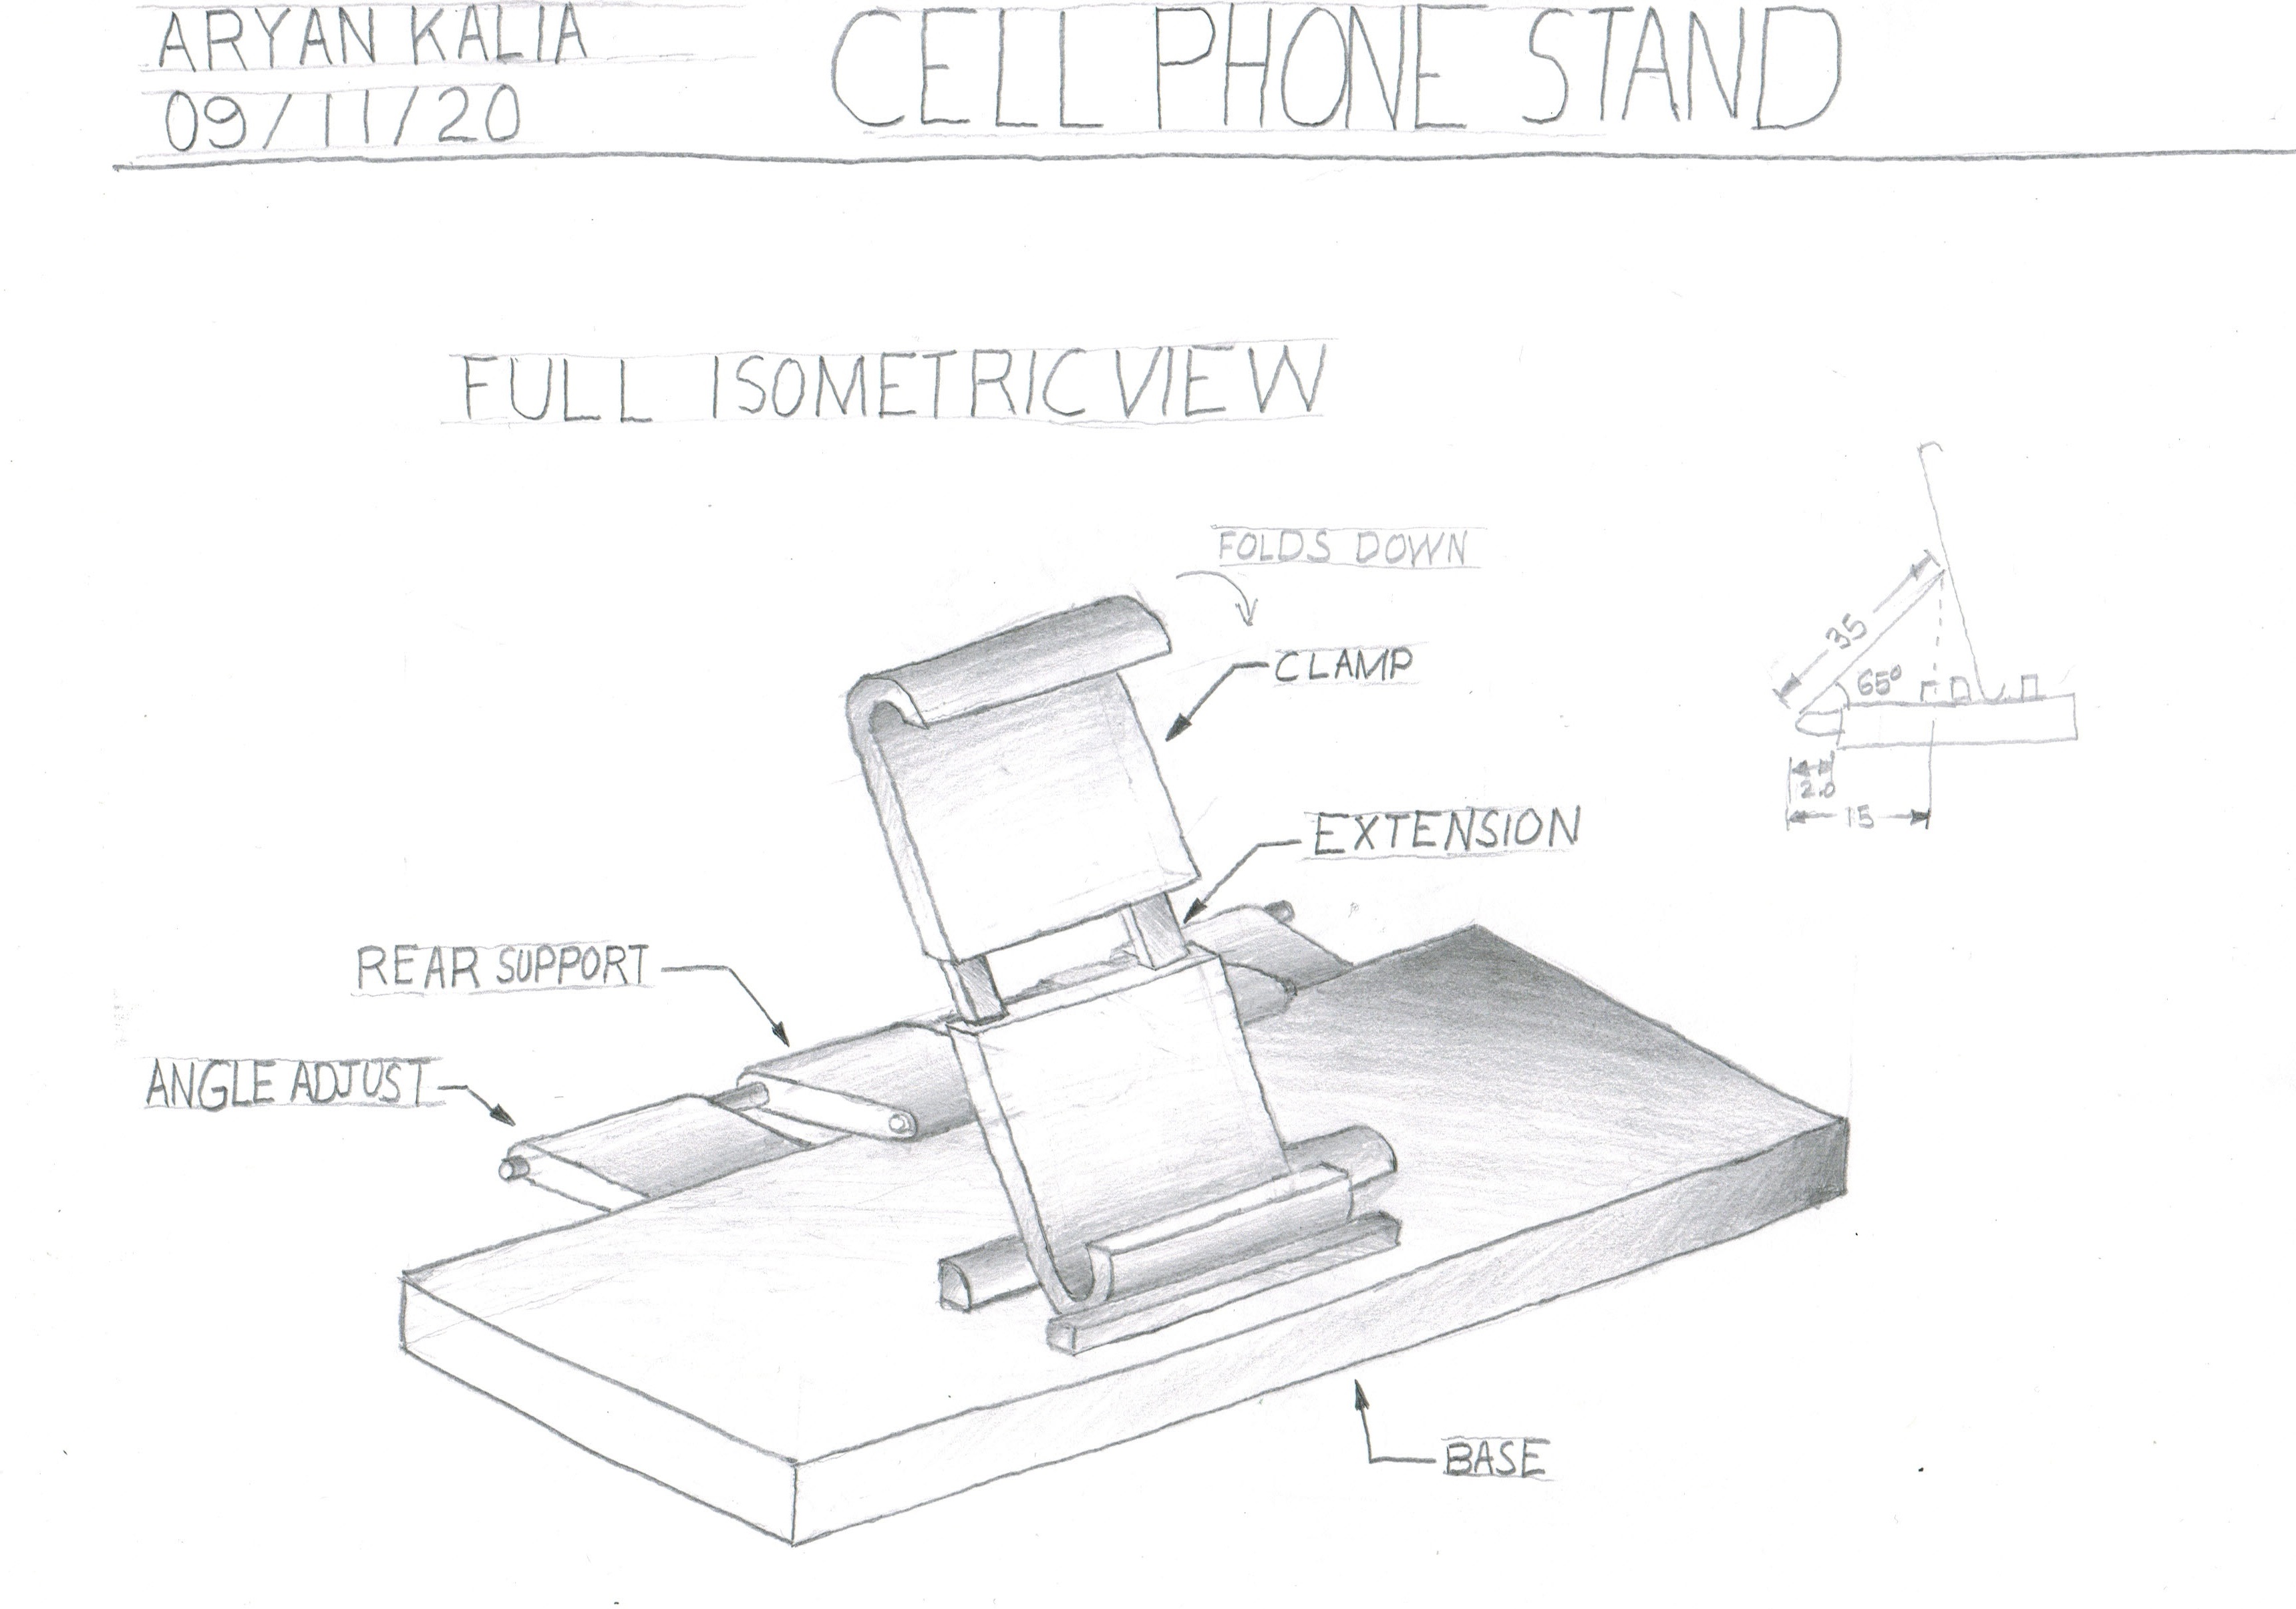 ARYAN KALIA
CELL PHONE STAND
09/11/20
FULL ISOMETRIC VIEW
FOLDS DOWN
CLAMP
35
65°
2.0
15
EXTENSION
REAR SUPPORT
ANGLE ADJUST
BASE